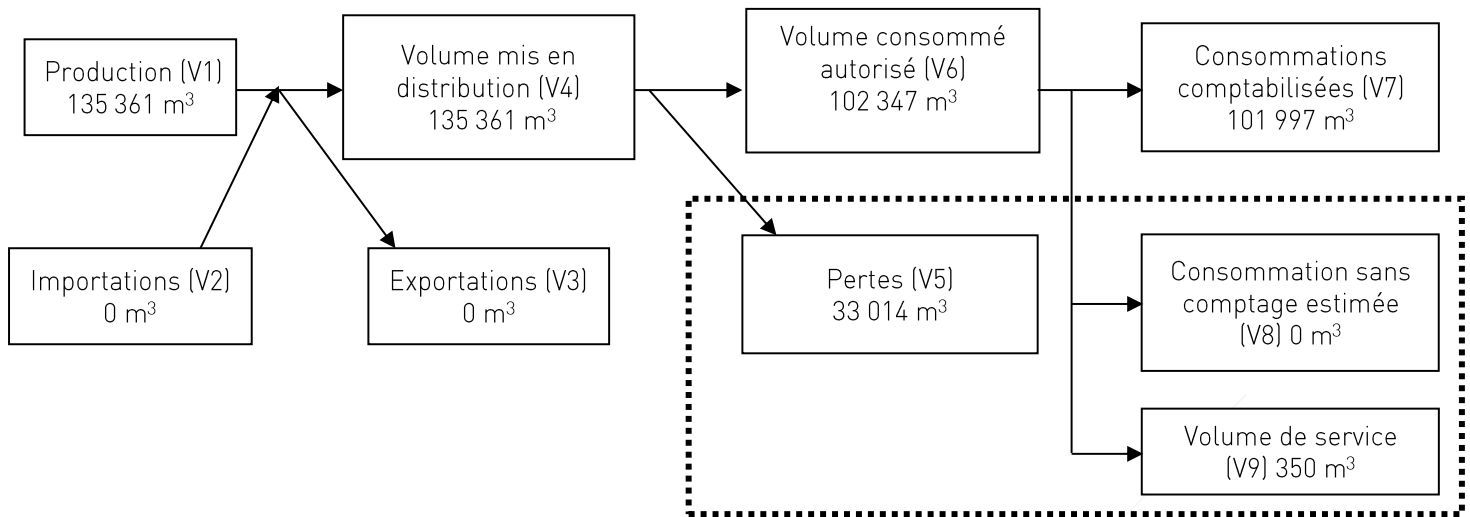 Production (V1)
135 361 m³
Volume mis en
distribution (V4)
135 361 m³
Volume consommé
autorisé (V6)
102 347 m³
Consommations
comptabilisées (V7)
101 997 m³
Importations (V2)
0 m³
Exportations (V3)
0 m³
Pertes (V5)
33 014 m³
Consommation sans
comptage estimée
(V8) 0 m³
Volume de service
(V9) 350 m³